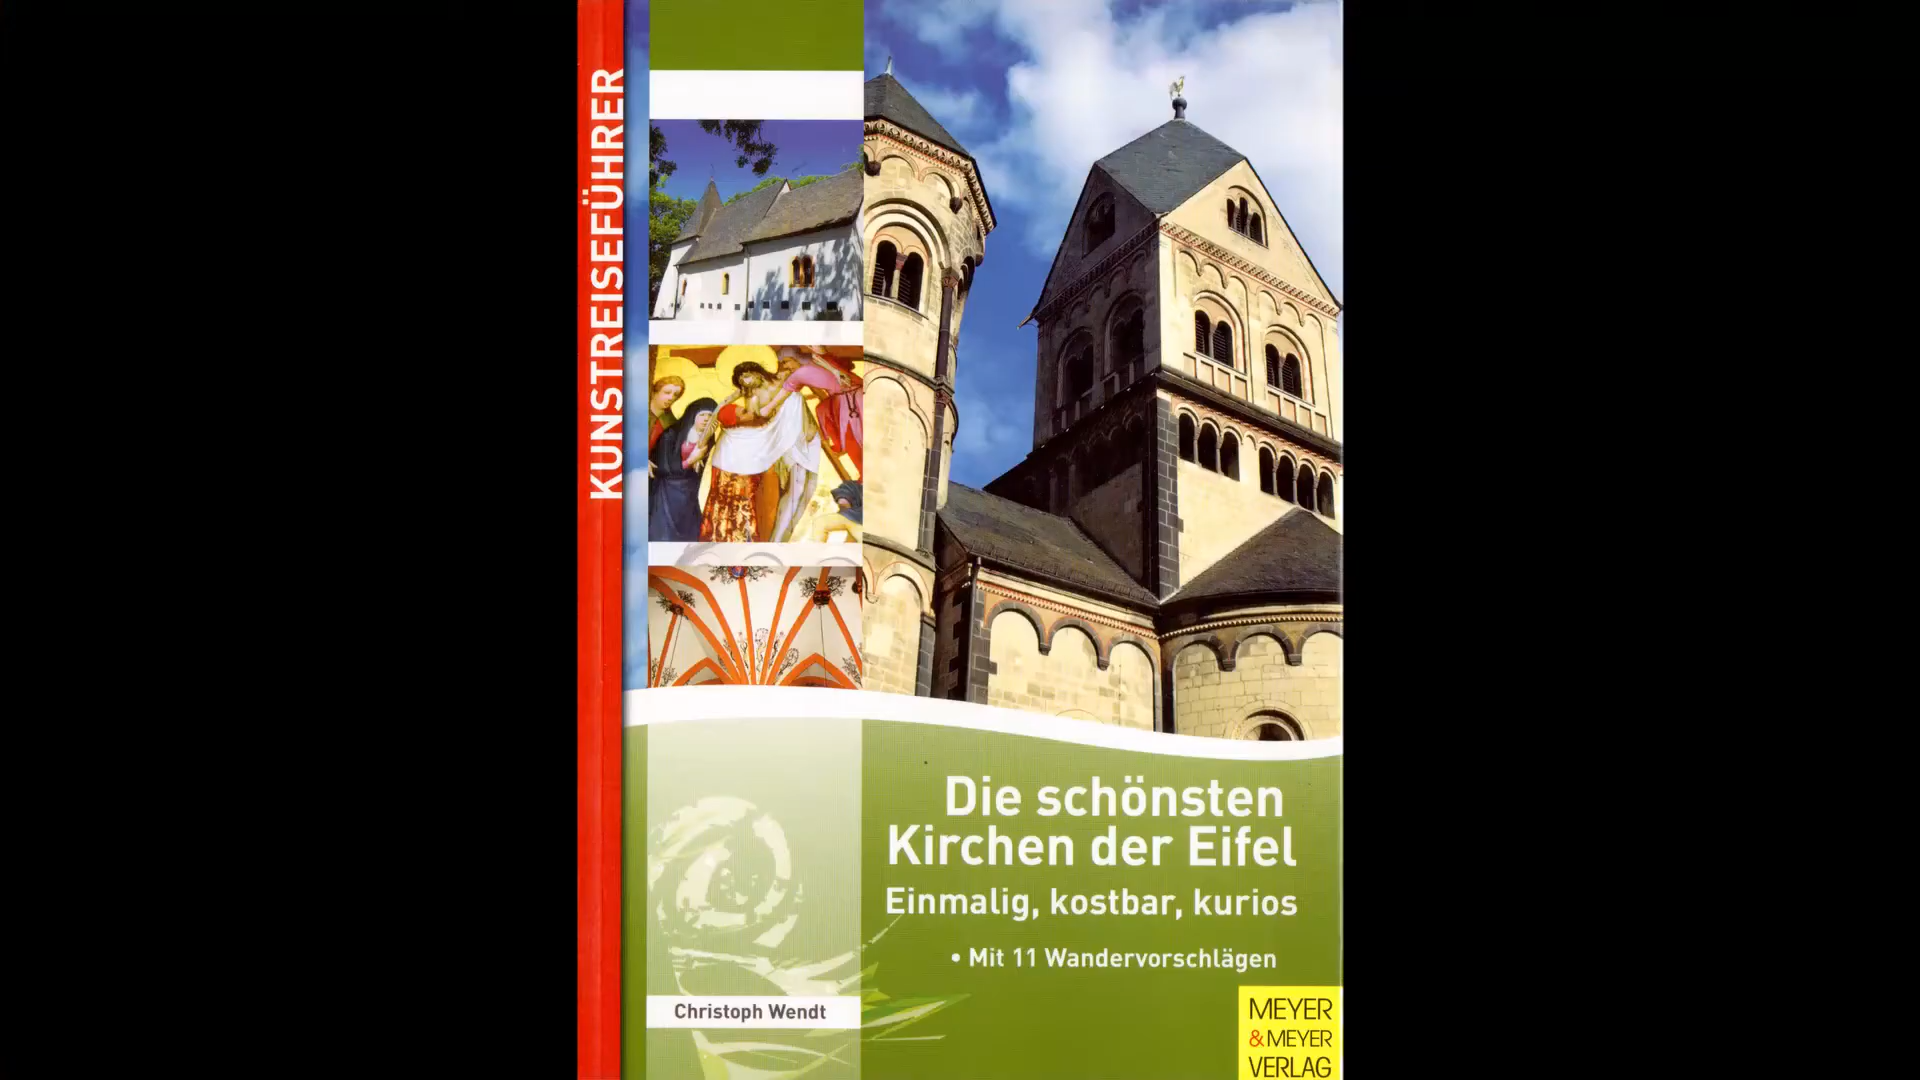 KUNSTREISEFÜHRER
Die schönsten
Kirchen der Eifel
Einmalig, kostbar, kurios
• Mit 11 Wandervorschlägen
Christoph Wendt
MEYER
& MEYER
VERLAG